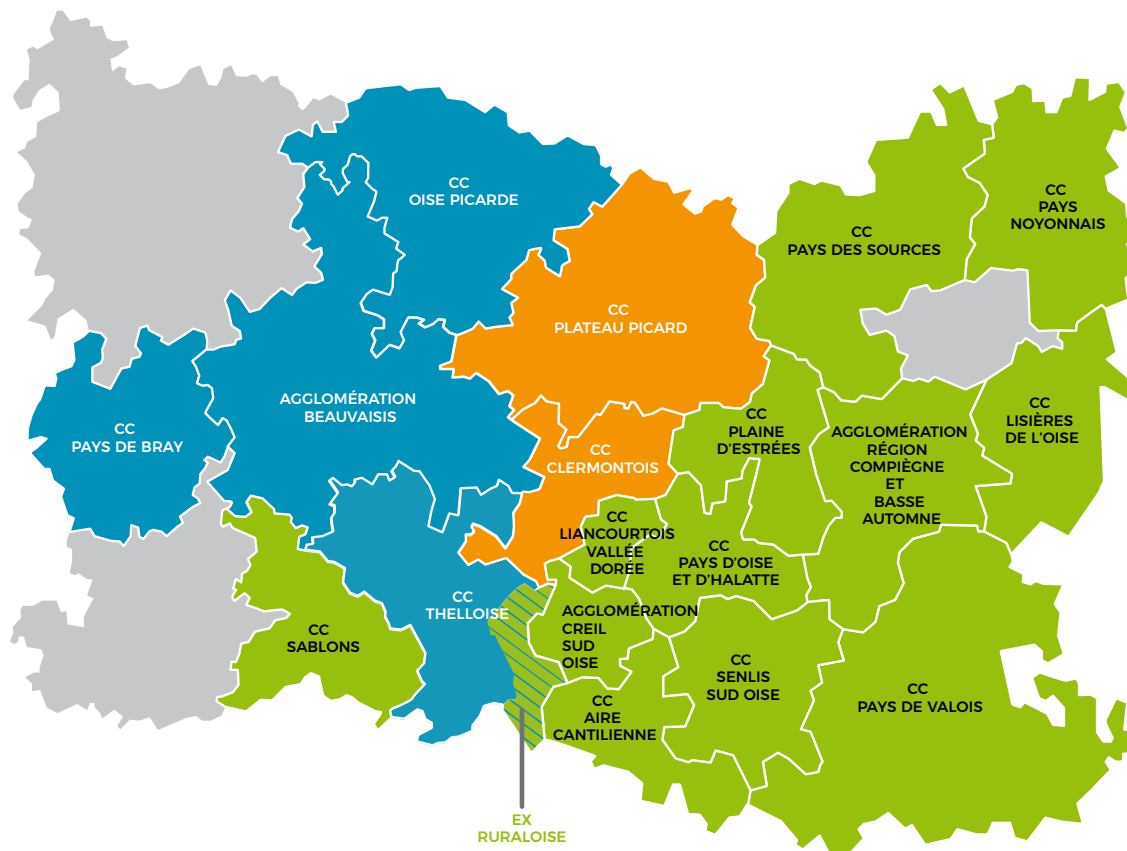 CC
OISE PICARDE
CC
PAYS NOYONNAIS
CC
PAYS DES SOURCES
CC
PLATEAU PICARD
AGGLOMÉRATION
BEAUVAISIS
CC
PAYS DE BRAY
CC
CLERMONTOIS
CC
PLAINE
D'ESTRÉES
AGGLOMÉRATION
RÉGION
COMPIÈGNE
ET
BASSE
AUTOMNE
CC
LISIÈRES
DE L'OISE
CC
LIANCOURTOIS
VALLÉE
DORÉE
CC
PAYS D'OISE
ET D'HALATTE
CC
THELLOISE
AGGLOMÉRATION
CREIL
SUD
OISE
CC
SABLONS
CC
SENLIS
SUD OISE
CC
PAYS DE VALOIS
CC
AIRE
CANTILIENNE
EX
RURALOISE